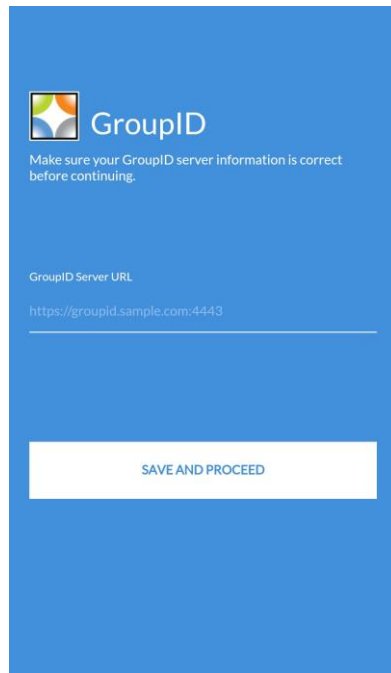 GroupID
Make sure your GroupID server information is correct
before continuing.
GroupID Server URL
https://groupid.sample.com:4443
SAVE AND PROCEED